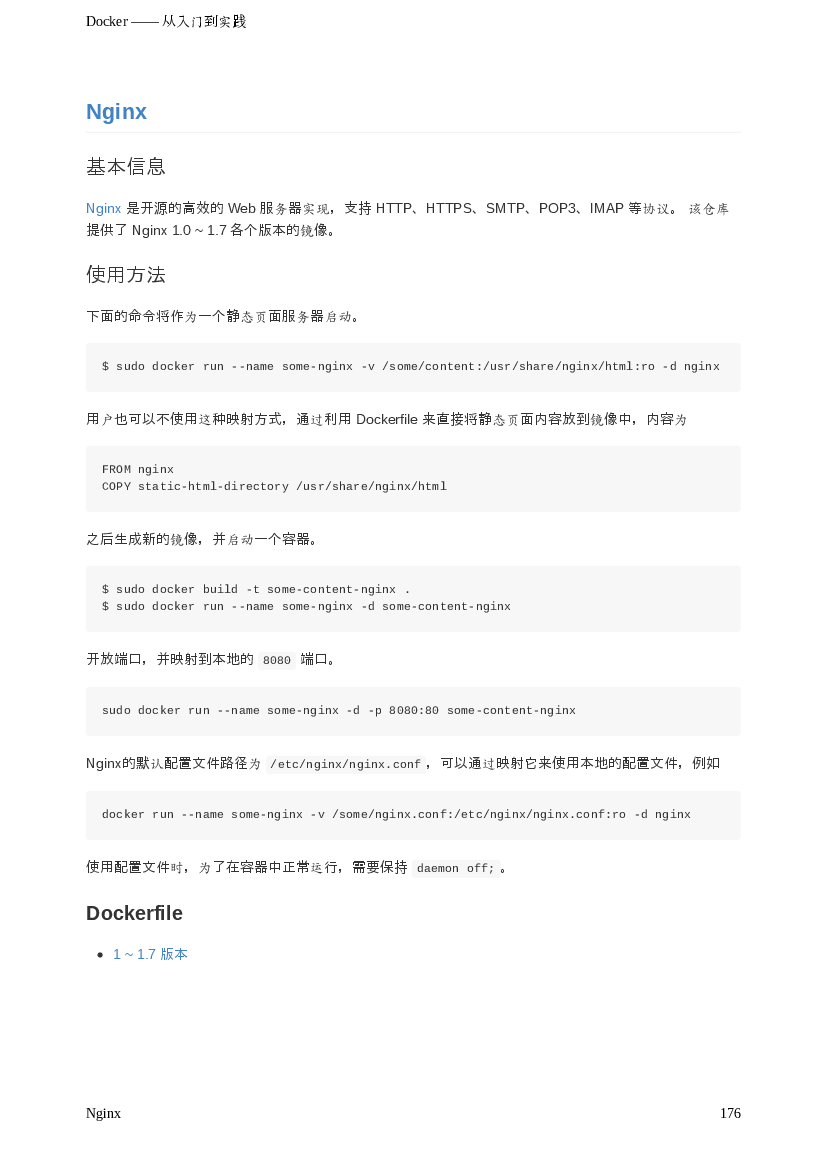 Docker —— 从入门到实践
Nginx
基本信息
Nginx 是开源的高效的 Web 服务器实现，支持 HTTP、HTTPS、SMTP、POP3、IMAP 等协议。 该仓库
提供了 Nginx 1.0 ~ 1.7 各个版本的镜像。
使用方法
下面的命令将作为一个静态页面服务器启动。
$ sudo docker run --name some-nginx -v /some/content:/usr/share/nginx/html:ro -d nginx
用户也可以不使用这种映射方式，通过利用 Dockerfile 来直接将静态页面内容放到镜像中，内容为
FROM nginx
COPY static-html-directory /usr/share/nginx/html
之后生成新的镜像，并启动一个容器。
$ sudo docker build -t some-content-nginx .
$ sudo docker run --name some-nginx -d some-content-nginx
开放端口，并映射到本地的 8080 端口。
sudo docker run --name some-nginx -d -p 8080:80 some-content-nginx
Nginx的默认配置文件路径为 /etc/nginx/nginx.conf ，可以通过映射它来使用本地的配置文件，例如
docker run --name some-nginx -v /some/nginx.conf:/etc/nginx/nginx.conf:ro -d nginx
使用配置文件时，为了在容器中正常运行，需要保持 daemon off; 。
Dockerfile
• 1 ~ 1.7 版本
Nginx 176